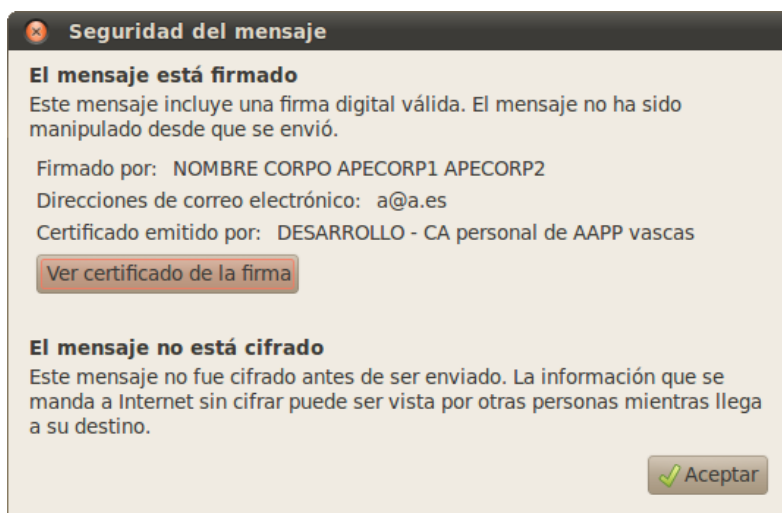 Seguridad del mensaje
El mensaje está firmado
Este mensaje incluye una firma digital válida. El mensaje no ha sido
manipulado desde que se envió.
Firmado por: NOMBRE CORPO APECORP1 APECORP2
Direcciones de correo electrónico: a@a.es
Certificado emitido por: DESARROLLO - CA personal de AAPP vascas
Ver certificado de la firma
El mensaje no está cifrado
Este mensaje no fue cifrado antes de ser enviado. La información que se
manda a Internet sin cifrar puede ser vista por otras personas mientras llega
a su destino.
Aceptar